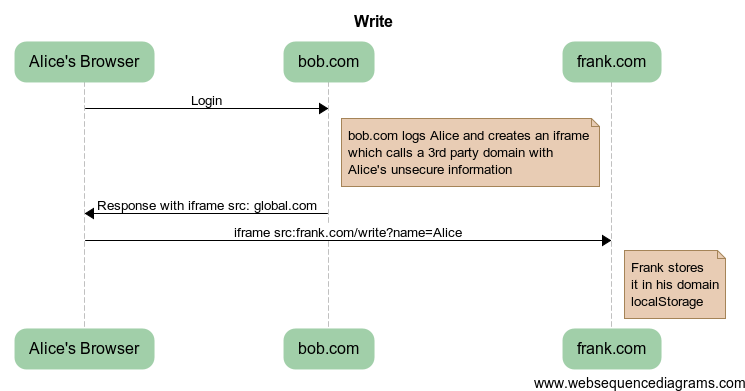 Write
Alice's Browser
bob.com
frank.com
Login
bob.com logs Alice and creates an iframe
which calls a 3rd party domain with
Alice's unsecure information
Response with iframe src: global.com
iframe src:frank.com/write?name=Alice
Frank stores
it in his domain
localStorage
Alice's Browser
bob.com
frank.com
www.websequencediagrams.com